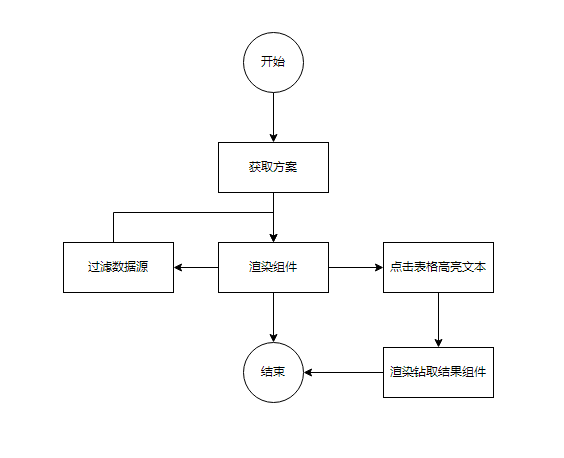 开始
获取方案
过滤数据源
渲染组件
点击表格高亮文本
结束
渲染钻取结果组件